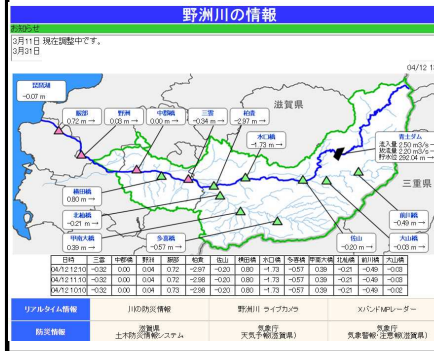 野洲川の情報
お知らせ
3月11日 現在調整中です。
3月31日
04/12 1
琵琶湖
-0.07 m
服部
0.72 m →
野洲
0.03 m →
中郡橋
0.00 m →
三雲
-0.34 m →
柏貴
-2.97 m →
滋賀県
水口橋
-1.73 m →
青土ダム
流入量 2.50 m3/s
放流量 2.20 m3/s
貯水位 292.04 m →
三重県
横田橋
0.80 m →
北船橋
-0.21 m →
甲南大橋
0.39 m →
多喜橋
-0.57 m →
佐山
-0.20 m →
前川橋
-0.49 m →
大山橋
-0.03 m →
日時 三雲 中郡橋 野洲 服部 柏貴 佐山 横田橋 水口橋 多喜橋 甲南大橋 北船橋 前川橋 大山橋
04/12 12:10 -0.32 0.00 0.04 0.72 -2.97 -0.20 0.80 -1.73 -0.57 0.39 -0.21 -0.49 -0.03
04/12 11:10 -0.32 0.00 0.04 0.72 -2.98 -0.20 0.80 -1.73 -0.57 0.39 -0.21 -0.49 -0.03
04/12 10:10 -0.32 0.00 0.04 0.73 -2.96 -0.20 0.80 -1.73 -0.57 0.39 -0.21 -0.49 -0.02
リアルタイム情報 川の防災情報 野洲川 ライブカメラ XバンドMPレーダー
防災情報 滋賀県 気象庁 気象庁
土木防災情報システム 天気予報(滋賀県) 気象警報・注意報(滋賀県)